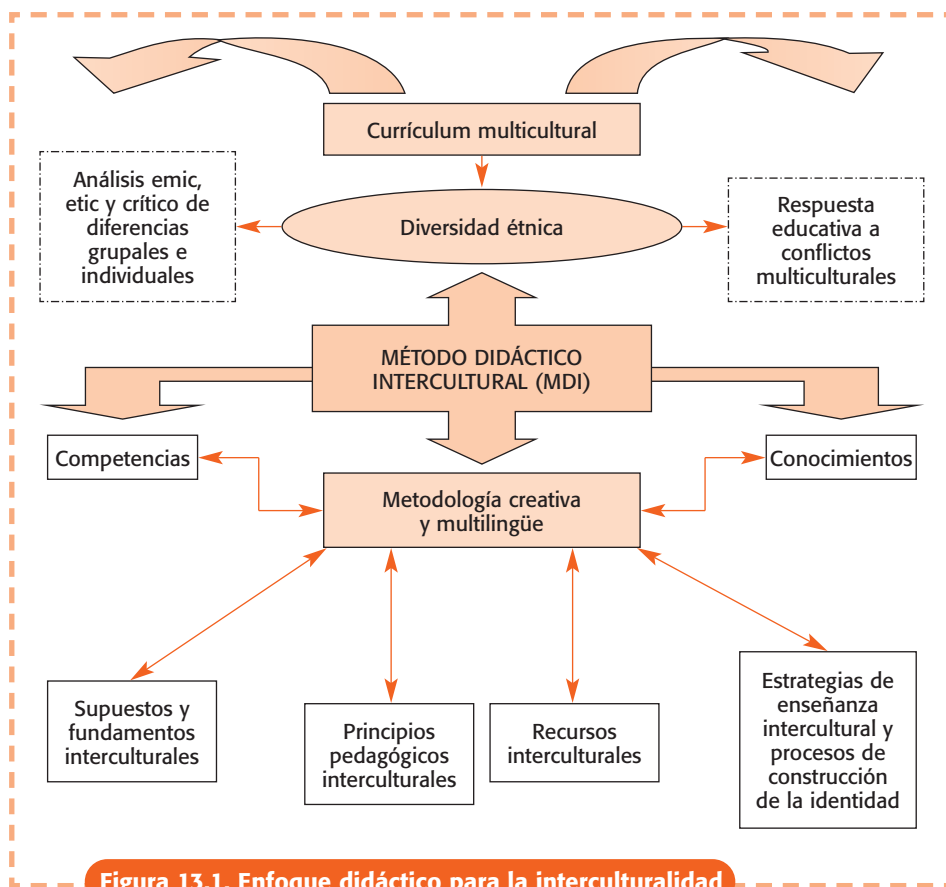 Currículum multicultural
Análisis emic,
etic y crítico de
diferencias
grupales e
individuales
Diversidad étnica
Respuesta
educativa a
conflictos
multiculturales
MÉTODO DIDÁCTICO
INTERCULTURAL (MDI)
Competencias
Conocimientos
Metodología creativa
y multilingüe
Supuestos y
fundamentos
interculturales
Principios
pedagógicos
interculturales
Recursos
interculturales
Estrategias de
enseñanza
intercultural y
procesos de
construcción
de la identidad
Figura 13.1. Enfoque didáctico para la interculturalidad